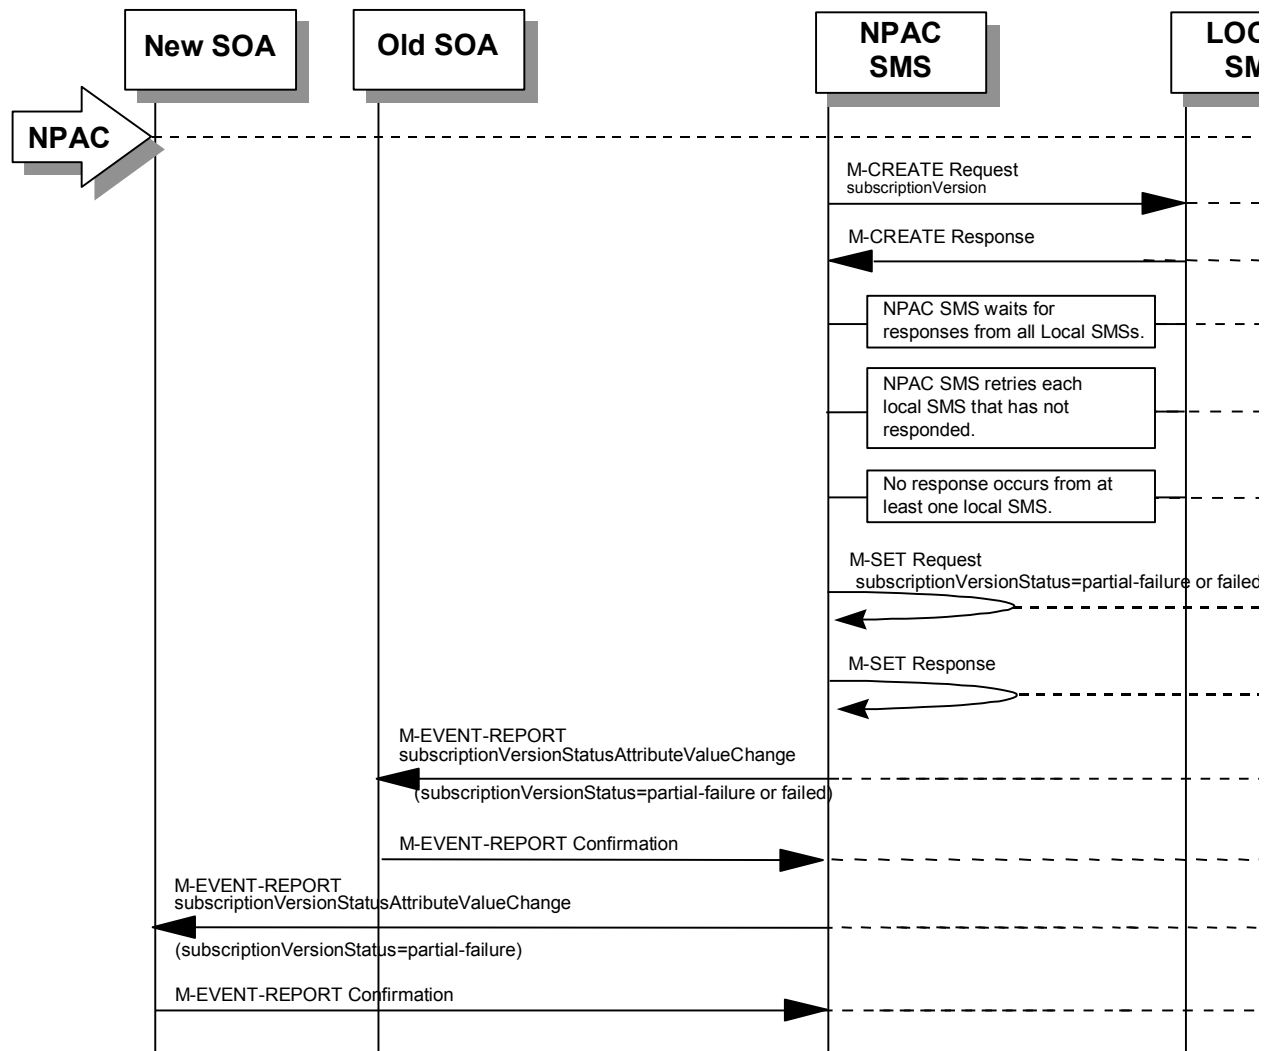 New SOA
Old SOA
NPAC
SMS
LOC
SM
NPAC
M-CREATE Request
subscriptionVersion
M-CREATE Response
NPAC SMS waits for
responses from all Local SMSs.
NPAC SMS retries each
local SMS that has not
responded.
No response occurs from at
least one local SMS.
M-SET Request
subscriptionVersionStatus=partial-failure or failed
M-SET Response
M-EVENT-REPORT
subscriptionVersionStatusAttributeValueChange
(subscriptionVersionStatus=partial-failure or failed)
M-EVENT-REPORT Confirmation
M-EVENT-REPORT
subscriptionVersionStatusAttributeValueChange
(subscriptionVersionStatus=partial-failure)
M-EVENT-REPORT Confirmation